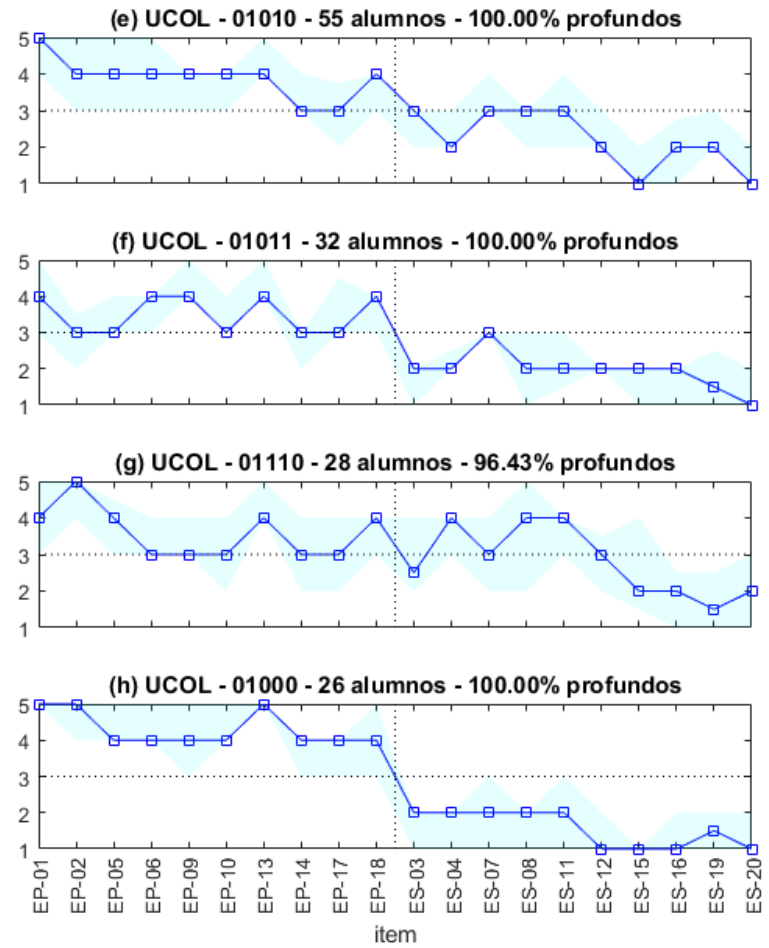 (e) UCOL - 01010 - 55 alumnos - 100.00% profundos
5
4
3
2
1
(f) UCOL - 01011 - 32 alumnos - 100.00% profundos
5
4
3
2
1
(g) UCOL - 01110 - 28 alumnos - 96.43% profundos
5
4
3
2
1
(h) UCOL - 01000 - 26 alumnos - 100.00% profundos
5
4
3
2
1
EP-01
EP-02
EP-05
EP-06
EP-09
EP-10
EP-13
EP-14
EP-17
EP-18
ES-03
ES-04
ES-07
ES-08
ES-11
ES-12
ES-15
ES-16
ES-19
ES-20
item